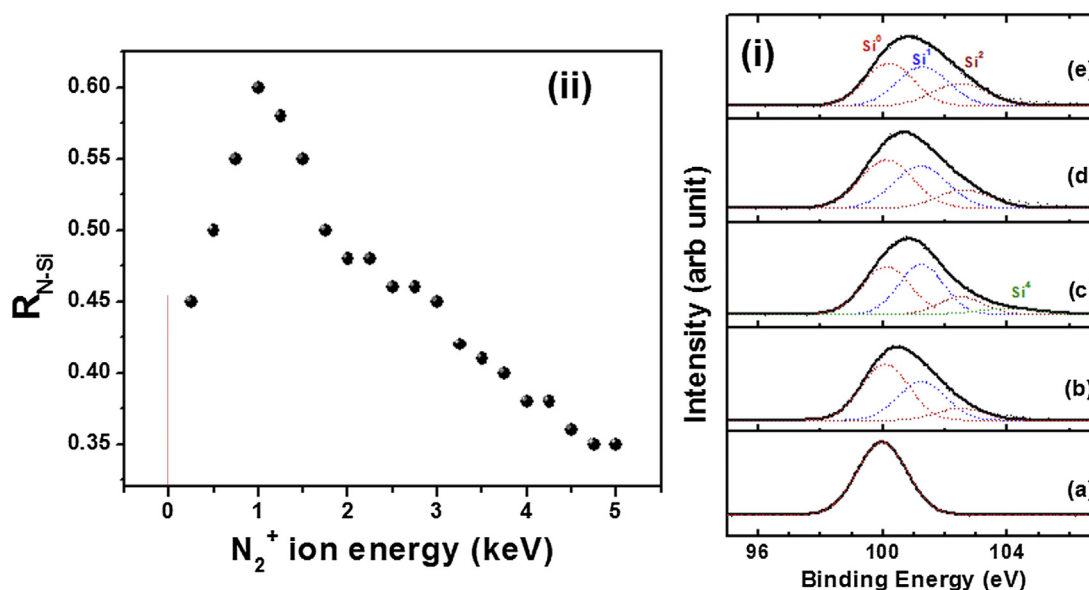 (ii)
R_N-Si
0.60
0.55
0.50
0.45
0.40
0.35
0 1 2 3 4 5
N₂⁺ ion energy (keV)
(i)
Intensity (arb unit)
Si⁰ Si¹ Si²
(e)
(d
Si⁴
(c
(b)
(a)
96 100 104
Binding Energy (eV)